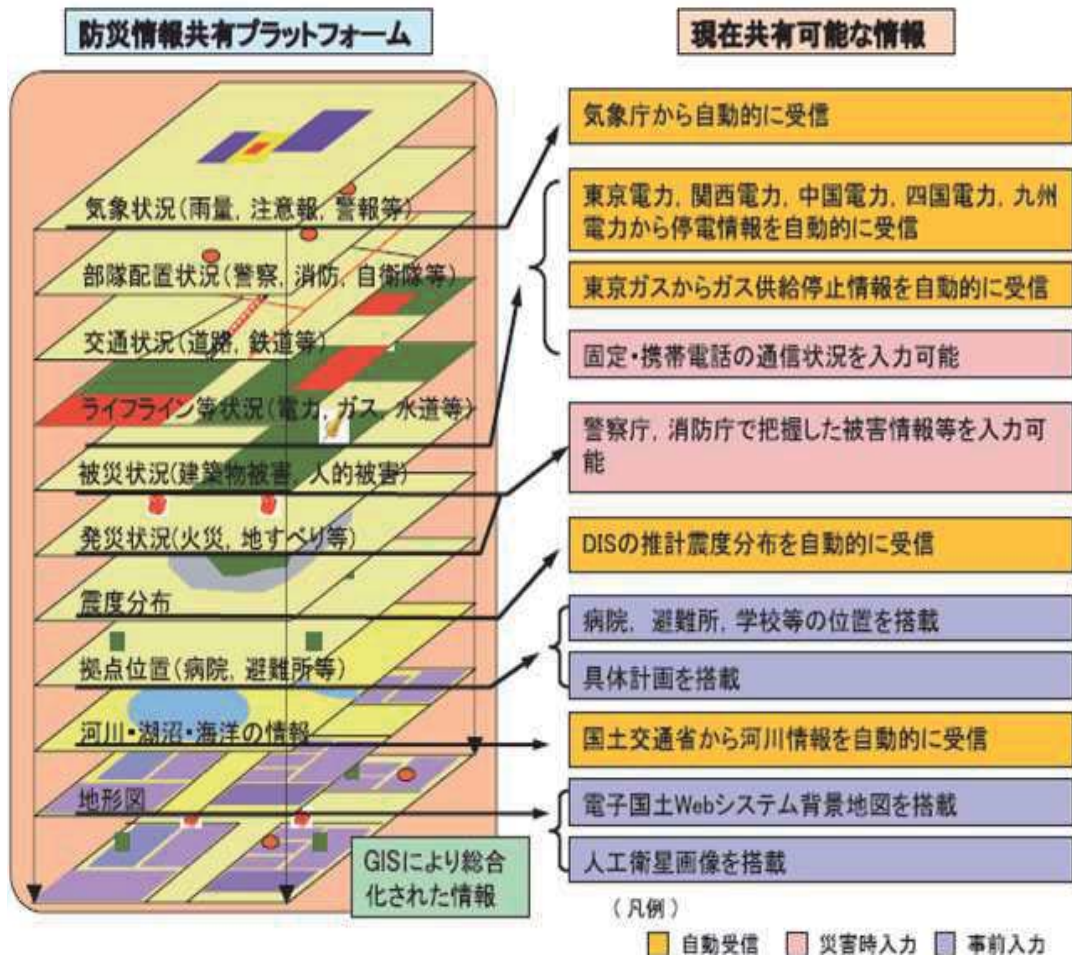 防災情報共有プラットフォーム
現在共有可能な情報
気象状況(雨量, 注意報, 警報等)
部隊配置状況(警察, 消防, 自衛隊等)
交通状況(道路, 鉄道等)
ライフライン等状況(電力, ガス, 水道等)
被災状況(建築物被害, 人的被害)
発災状況(火災, 地すべり等)
震度分布
拠点位置(病院, 避難所等)
河川・湖沼・海洋の情報
地形図
GISにより総合
化された情報
気象庁から自動的に受信
東京電力, 関西電力, 中国電力, 四国電力, 九州
電力から停電情報を自動的に受信
東京ガスからガス供給停止情報を自動的に受信
固定・携帯電話の通信状況を入力可能
警察庁, 消防庁で把握した被害情報等を入力可
能
DISの推計震度分布を自動的に受信
病院, 避難所, 学校等の位置を搭載
具体計画を搭載
国土交通省から河川情報を自動的に受信
電子国土Webシステム背景地図を搭載
人工衛星画像を搭載
(凡例)
自動受信 災害時入力 事前入力